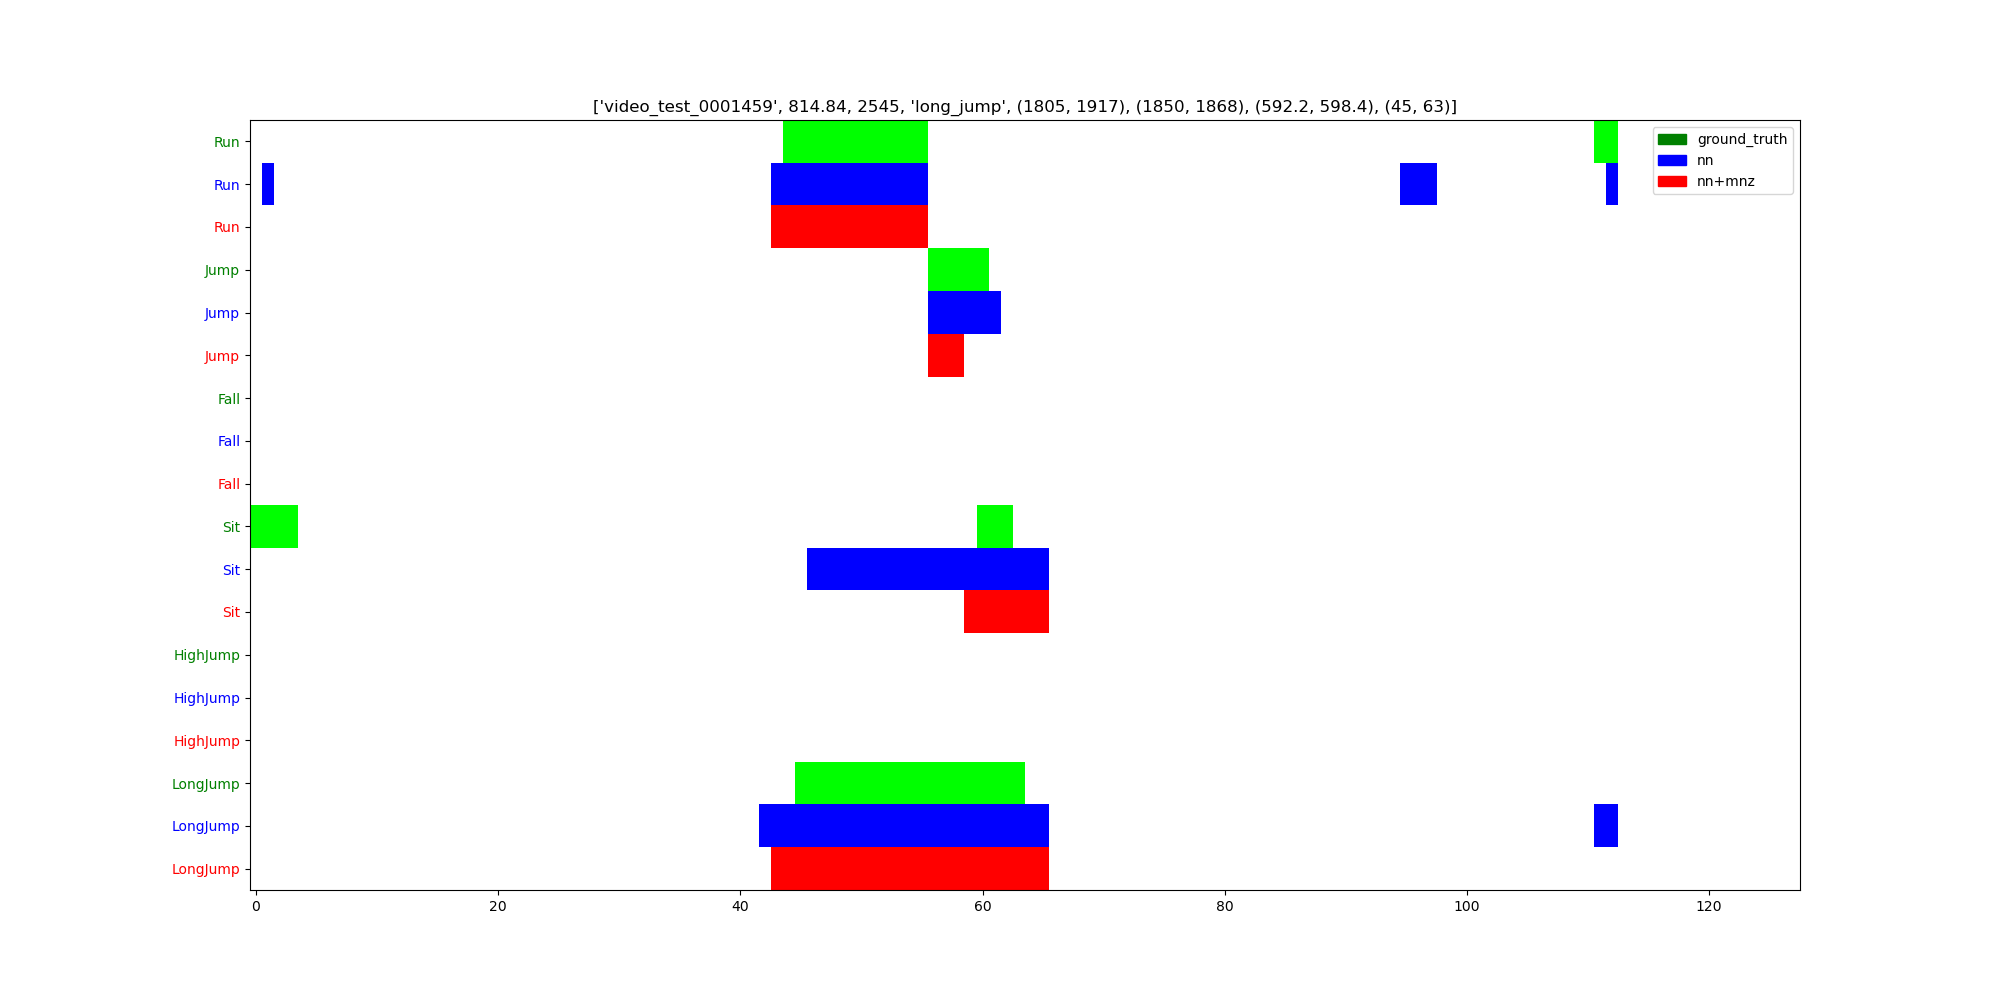 ['video_test_0001459', 814.84, 2545, 'long_jump', (1805, 1917), (1850, 1868), (592.2, 598.4), (45, 63)]
ground_truth
nn
nn+mnz
Run
Run
Run
Jump
Jump
Jump
Fall
Fall
Fall
Sit
Sit
Sit
HighJump
HighJump
HighJump
LongJump
LongJump
LongJump
0 20 40 60 80 100 120